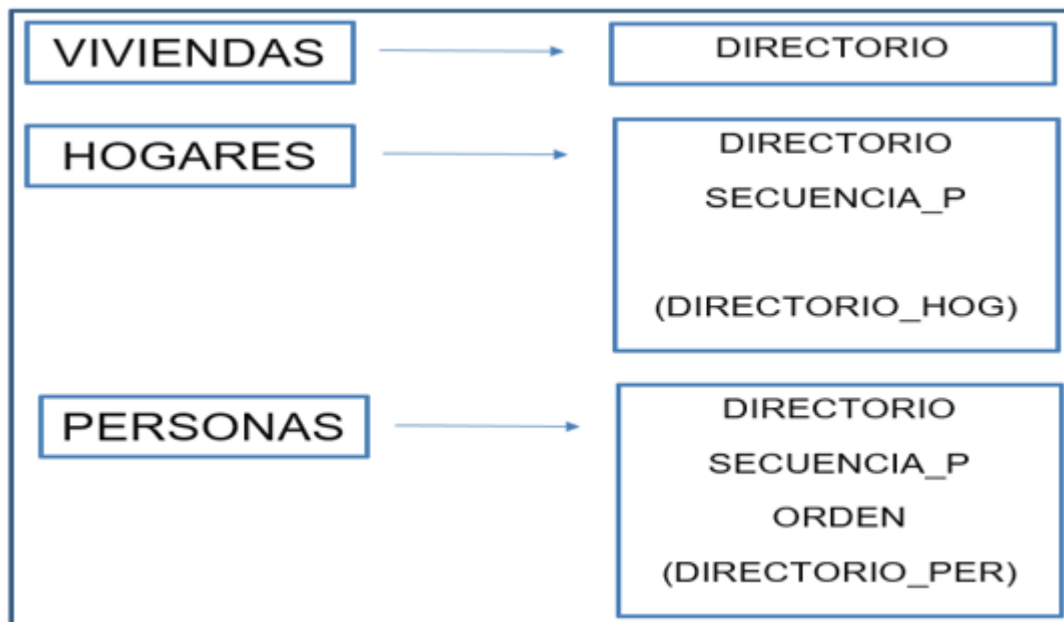 VIVIENDAS
DIRECTORIO
HOGARES
DIRECTORIO
SECUENCIA_P
(DIRECTORIO_HOG)
PERSONAS
DIRECTORIO
SECUENCIA_P
ORDEN
(DIRECTORIO_PER)